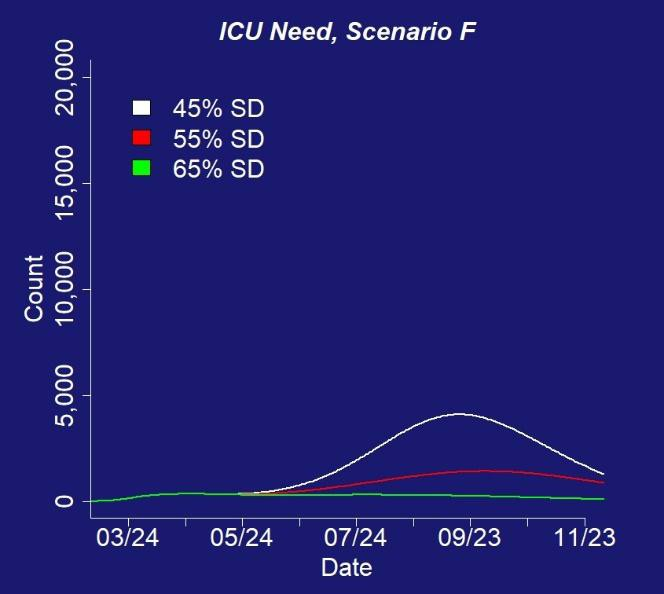 ICU Need, Scenario F
20,000
15,000
10,000
5,000
0
Count
45% SD
55% SD
65% SD
03/24 05/24 07/24 09/23 11/23
Date